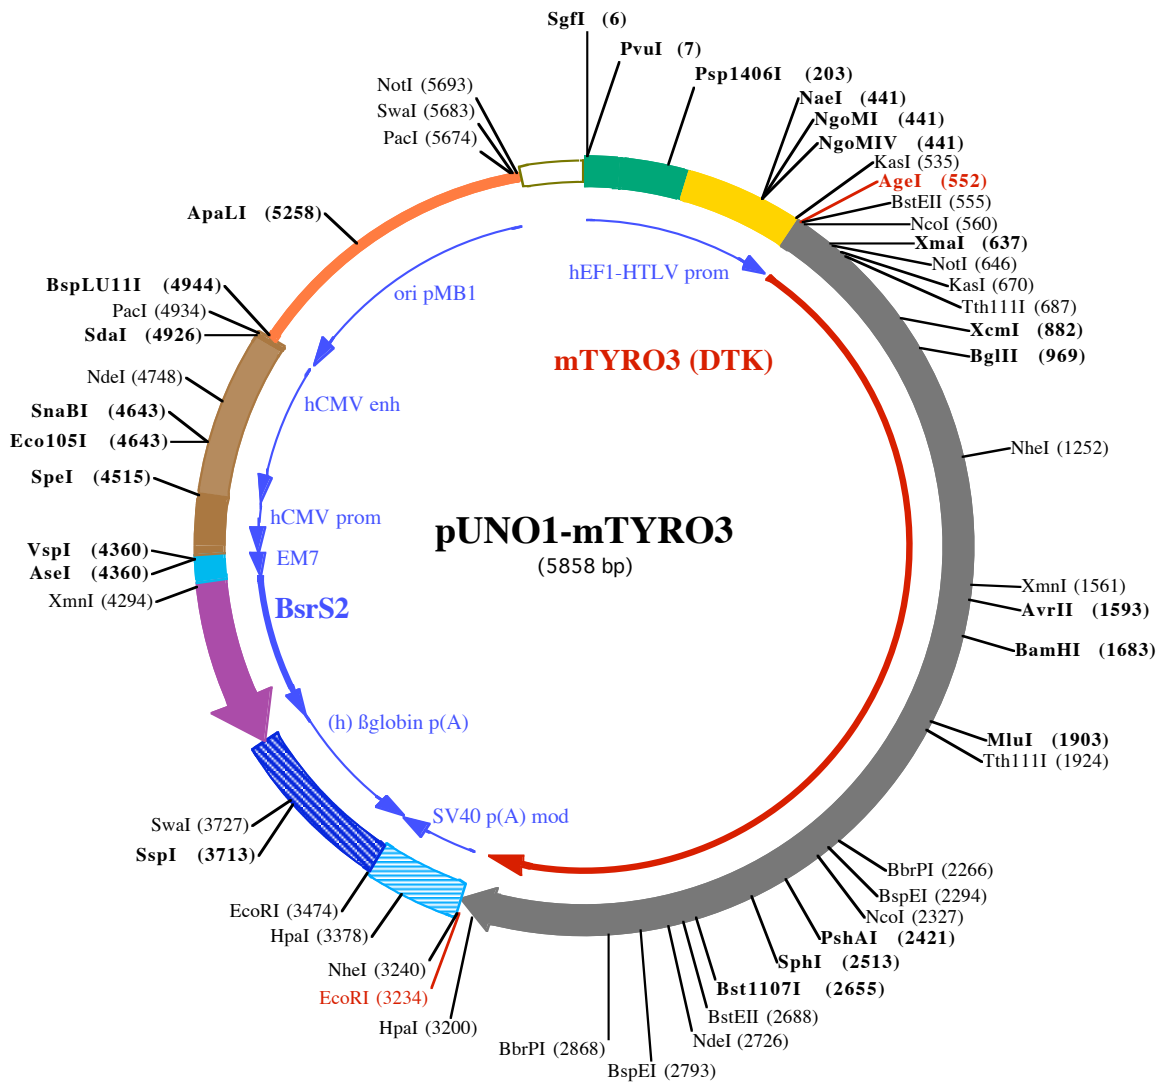 SgfI (6)
PvuI (7)
Psp1406I (203)
NaeI (441)
NgoMI (441)
NgoMIV (441)
KasI (535)
AgeI (552)
BstEII (555)
NcoI (560)
XmaI (637)
NotI (646)
KasI (670)
Tth111I (687)
XcmI (882)
BglII (969)
NheI (1252)
XmnI (1561)
AvrII (1593)
BamHI (1683)
MluI (1903)
Tth111I (1924)
BbrPI (2266)
BspEI (2294)
NcoI (2327)
PshAI (2421)
SphI (2513)
Bst1107I (2655)
BstEII (2688)
NdeI (2726)
BspEI (2793)
BbrPI (2868)
HpaI (3200)
EcoRI (3234)
NheI (3240)
HpaI (3378)
EcoRI (3474)
SspI (3713)
SwaI (3727)
XmnI (4294)
AseI (4360)
VspI (4360)
SpeI (4515)
Eco105I (4643)
SnaBI (4643)
NdeI (4748)
SdaI (4926)
PacI (4934)
BspLU11I (4944)
ApaLI (5258)
PacI (5674)
SwaI (5683)
NotI (5693)
hEF1-HTLV prom
mTYRO3 (DTK)
ori pMB1
hCMV enh
hCMV prom
EM7
BsrS2
(h) ßglobin p(A)
SV40 p(A) mod
pUNO1-mTYRO3
(5858 bp)